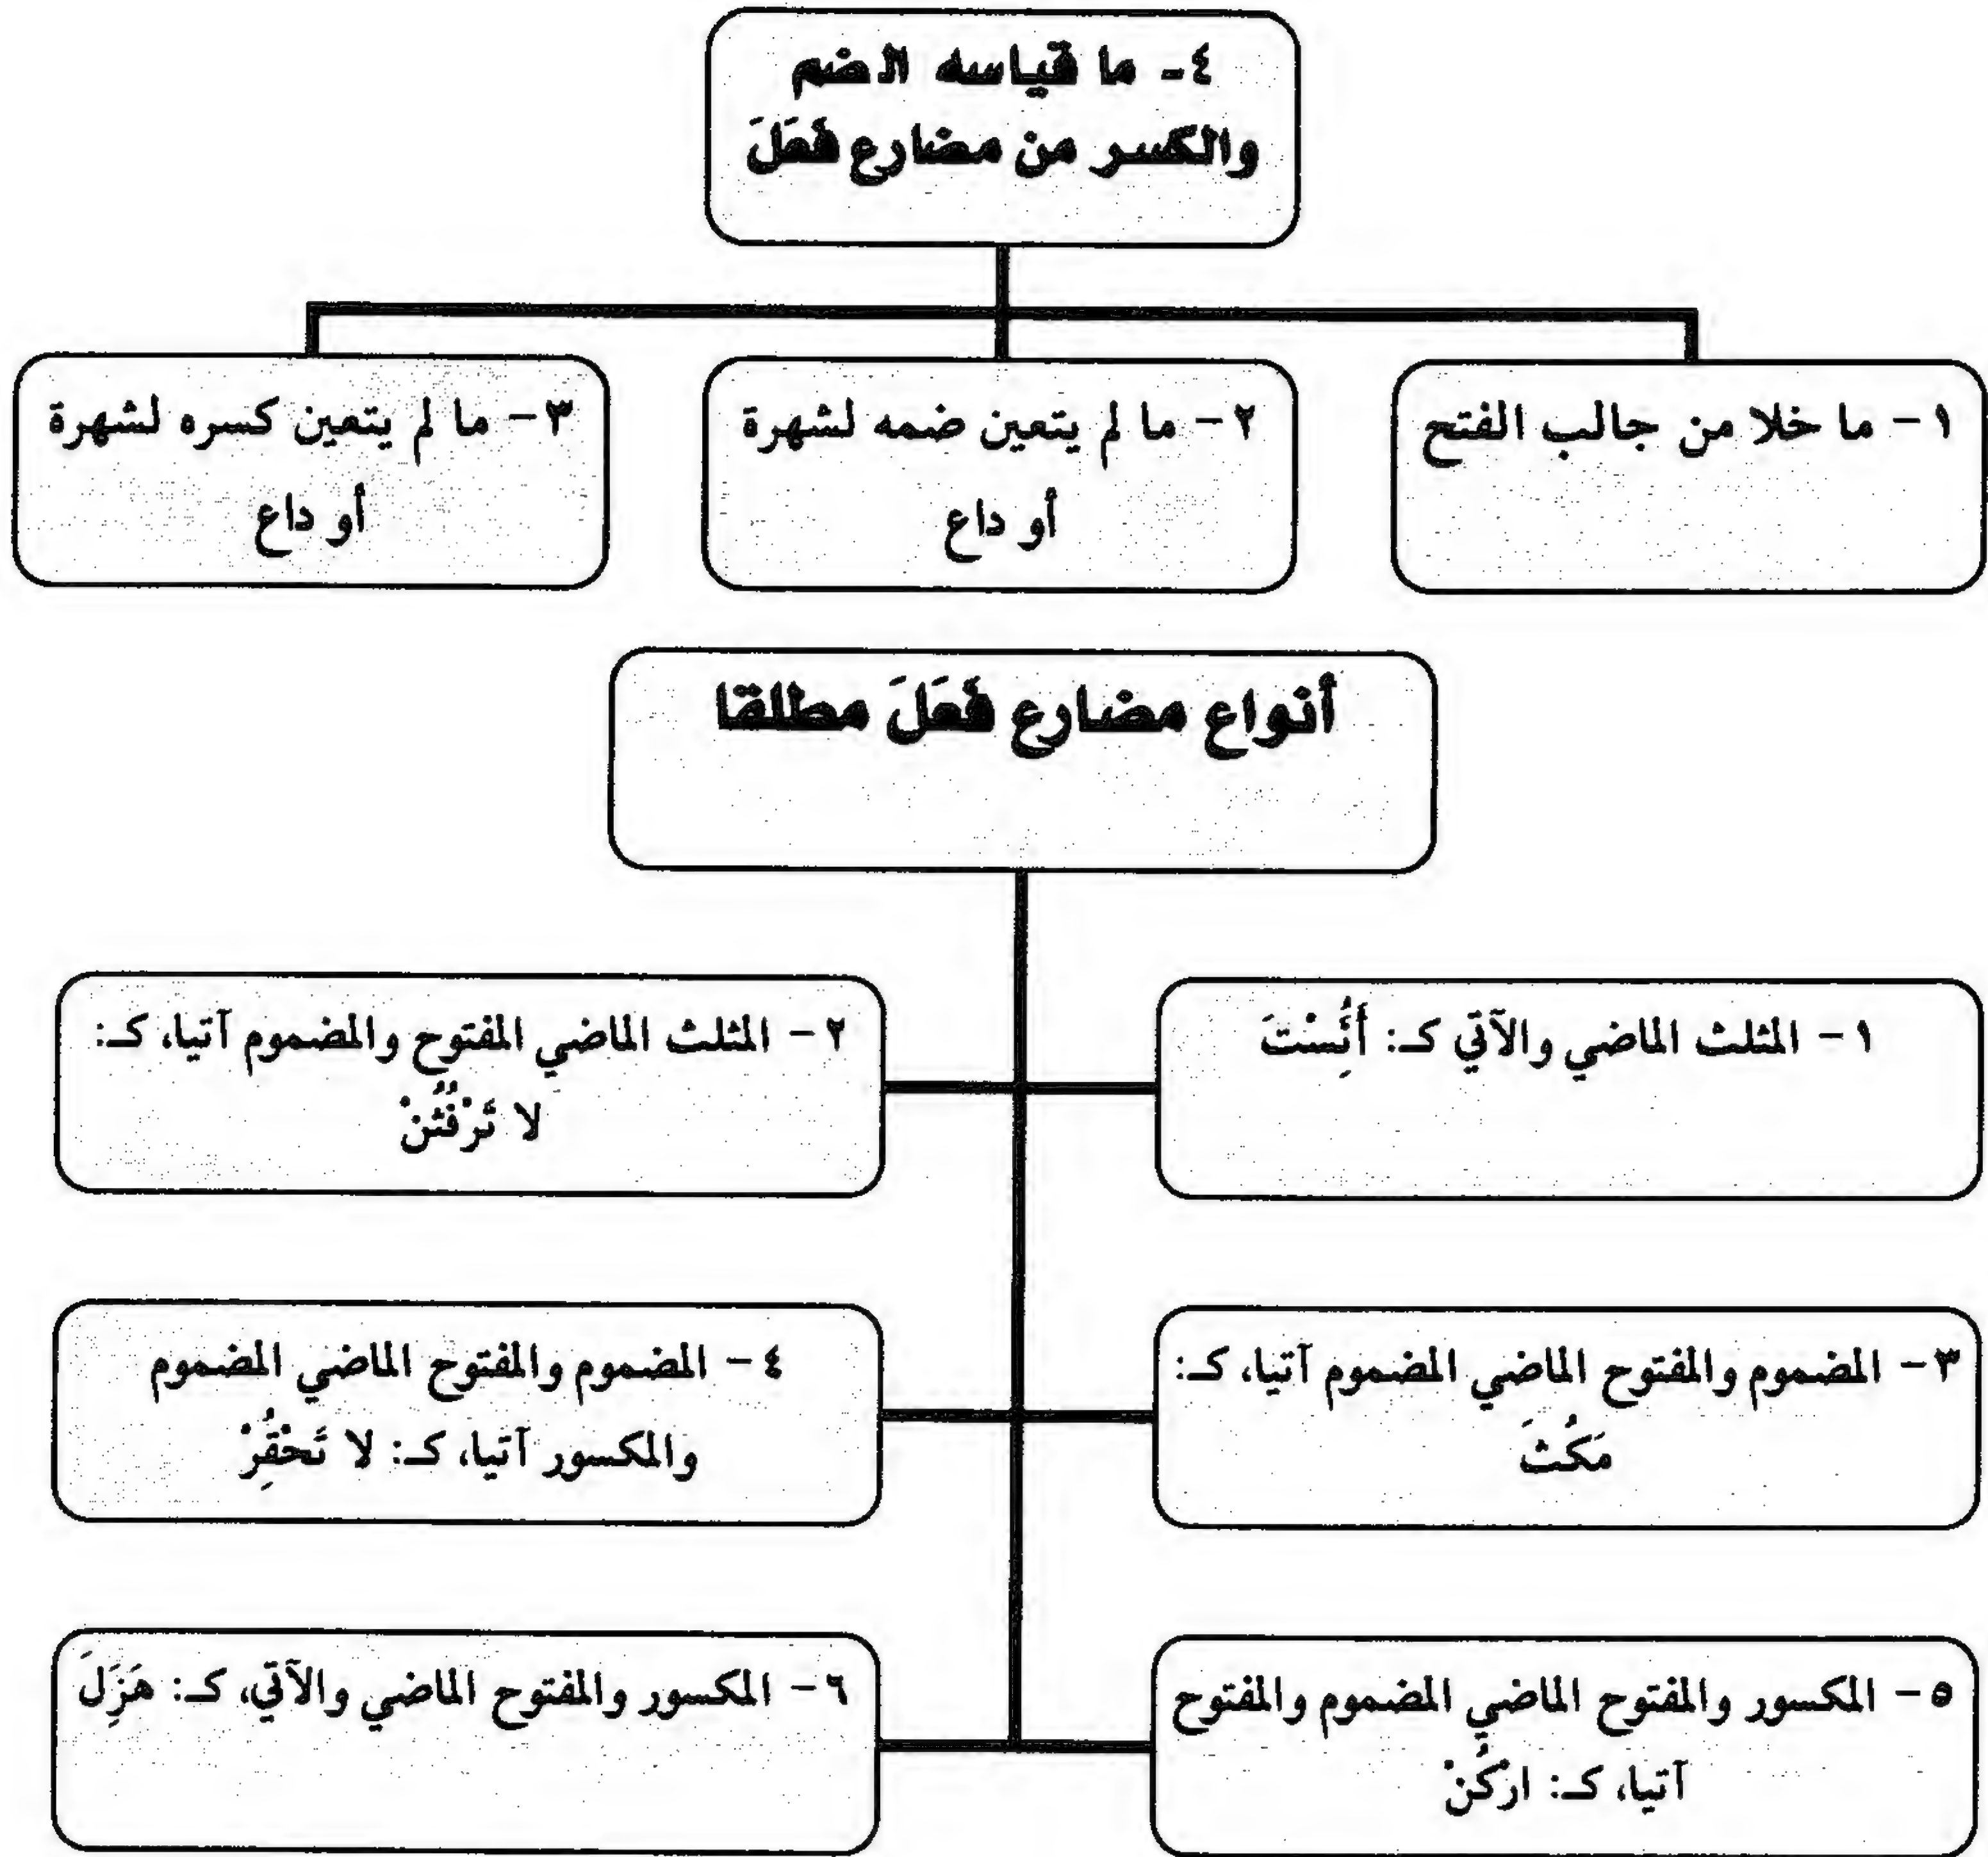 ٤- ما قياسه الضم
والكسر من مضارع فَعَلَ
١- ما خلا من جالب الفتح
٢- ما لم يتعين ضمه لشهرة
أو داع
٣- ما لم يتعين كسره لشهرة
أو داع
أنواع مضارع فَعَلَ مطلقا
١- المثلث الماضي والآتي كـ: أَنَُِسْتَ
٢- المثلث الماضي المفتوح والمضموم آتيا، كـ:
لا تَرْفَُثَنْ
٣- المضموم والمفتوح الماضي المضموم آتيا، كـ:
مَكَُثَ
٤- المضموم والمفتوح الماضي المضموم
والمكسور آتيا، كـ: لا تَحْقُِرْ
٥- المكسور والمفتوح الماضي المضموم والمفتوح
آتيا، كـ: ارْكَُنْ
٦- المكسور والمفتوح الماضي والآتي، كـ: هَزَِلَ